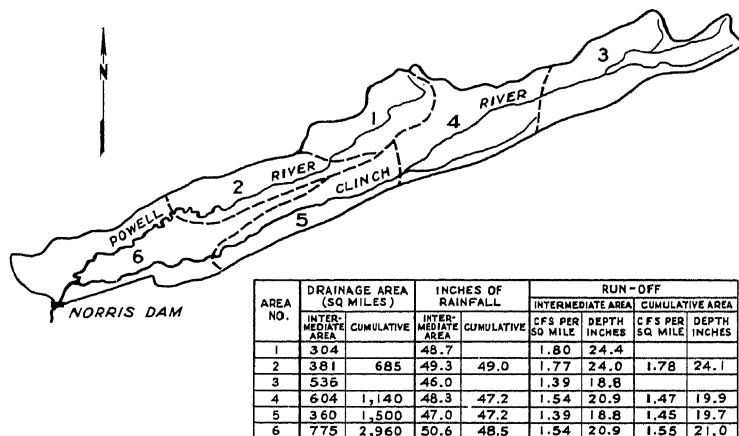 N
3
RIVER
1
4
2
RIVER
CLINCH
POWELL
5
6
NORRIS DAM
AREA NO. | DRAINAGE AREA (SQ MILES) | INCHES OF RAINFALL | RUN-OFF
INTERMEDIATE AREA | CUMULATIVE AREA
INTER-MEDIATE AREA | CUMULATIVE | INTER-MEDIATE AREA | CUMULATIVE | CFS PER SQ MILE | DEPTH INCHES | CFS PER SQ MILE | DEPTH INCHES
1 304 48.7 1.80 24.4
2 381 685 49.3 49.0 1.77 24.0 1.78 24.1
3 536 46.0 1.39 18.8
4 604 1,140 48.3 47.2 1.54 20.9 1.47 19.9
5 360 1,500 47.0 47.2 1.39 18.8 1.45 19.7
6 775 2,960 50.6 48.5 1.54 20.9 1.55 21.0